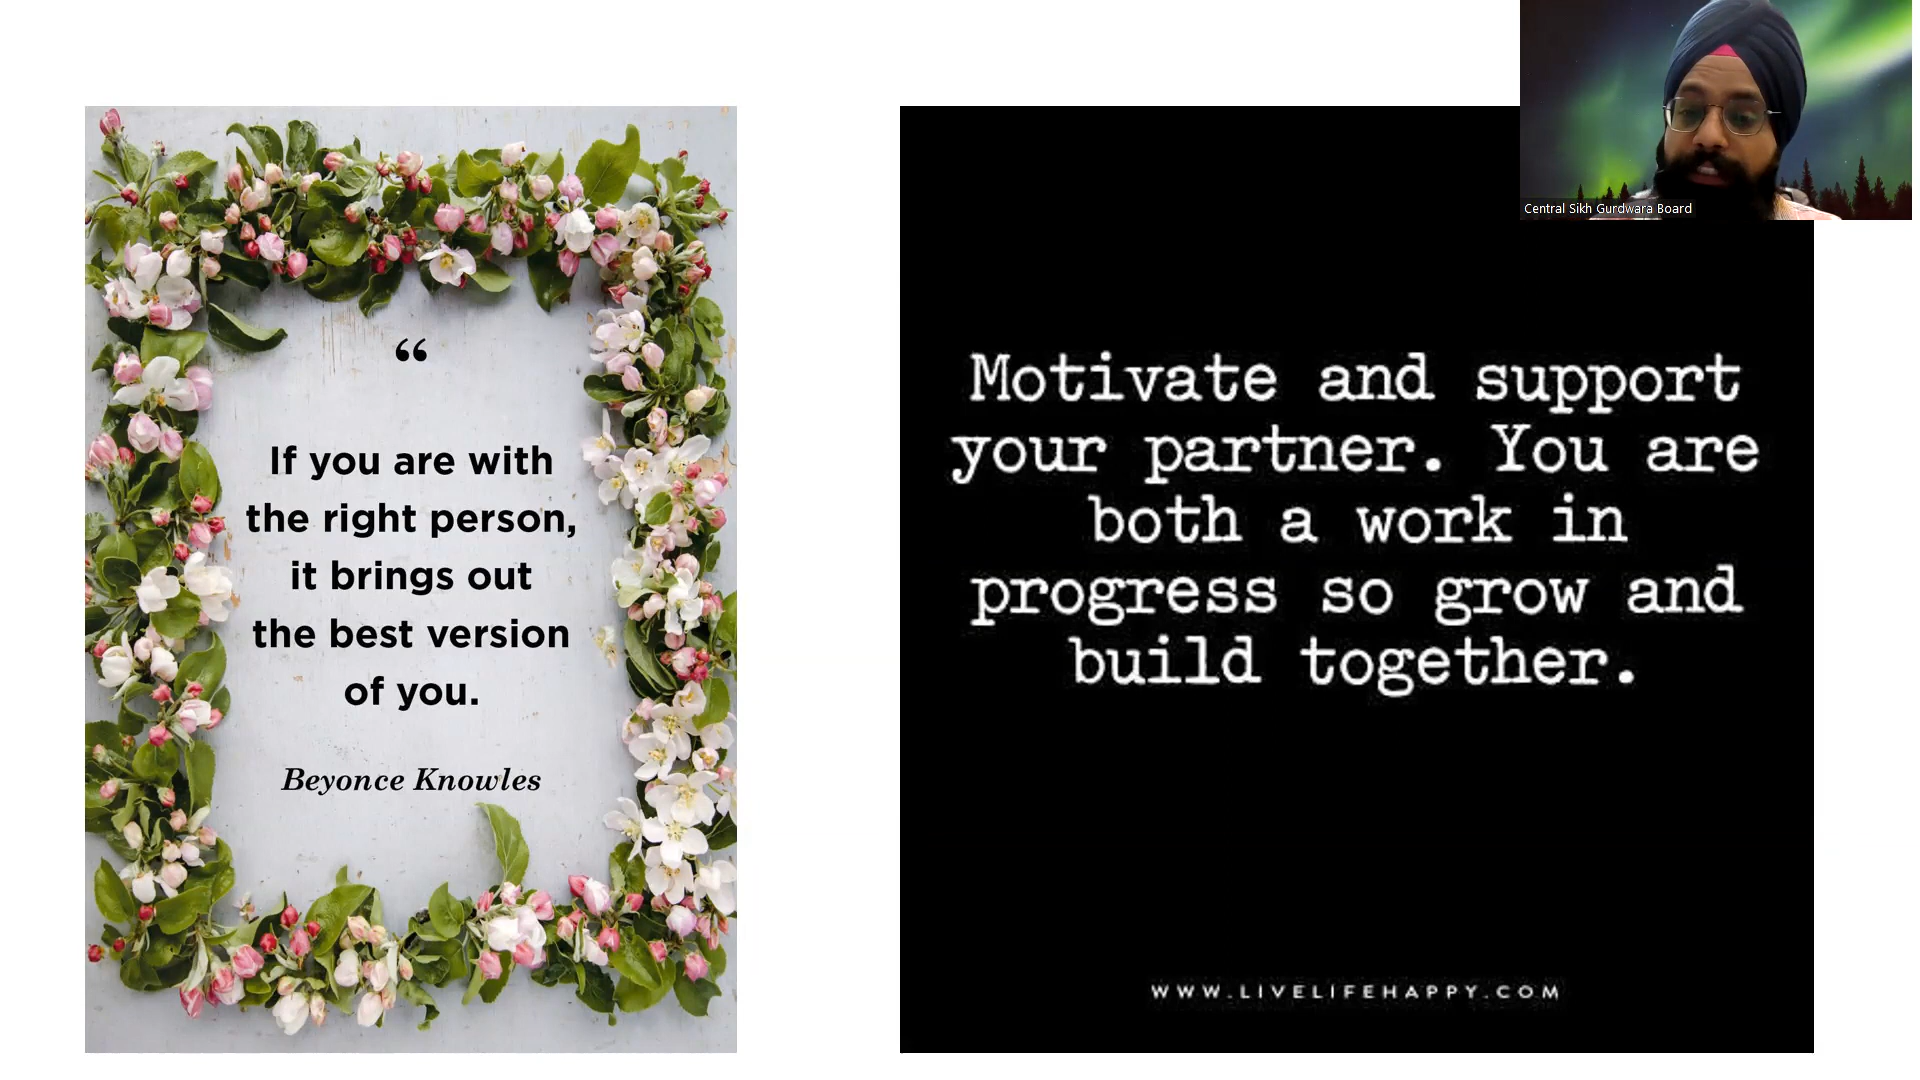 “
If you are with
the right person,
it brings out
the best version
of you.
Beyonce Knowles
Motivate and support
your partner. You are
both a work in
progress so grow and
build together.
WWW.LIVELIFEHAPPY.COM
Central Sikh Gurdwara Board